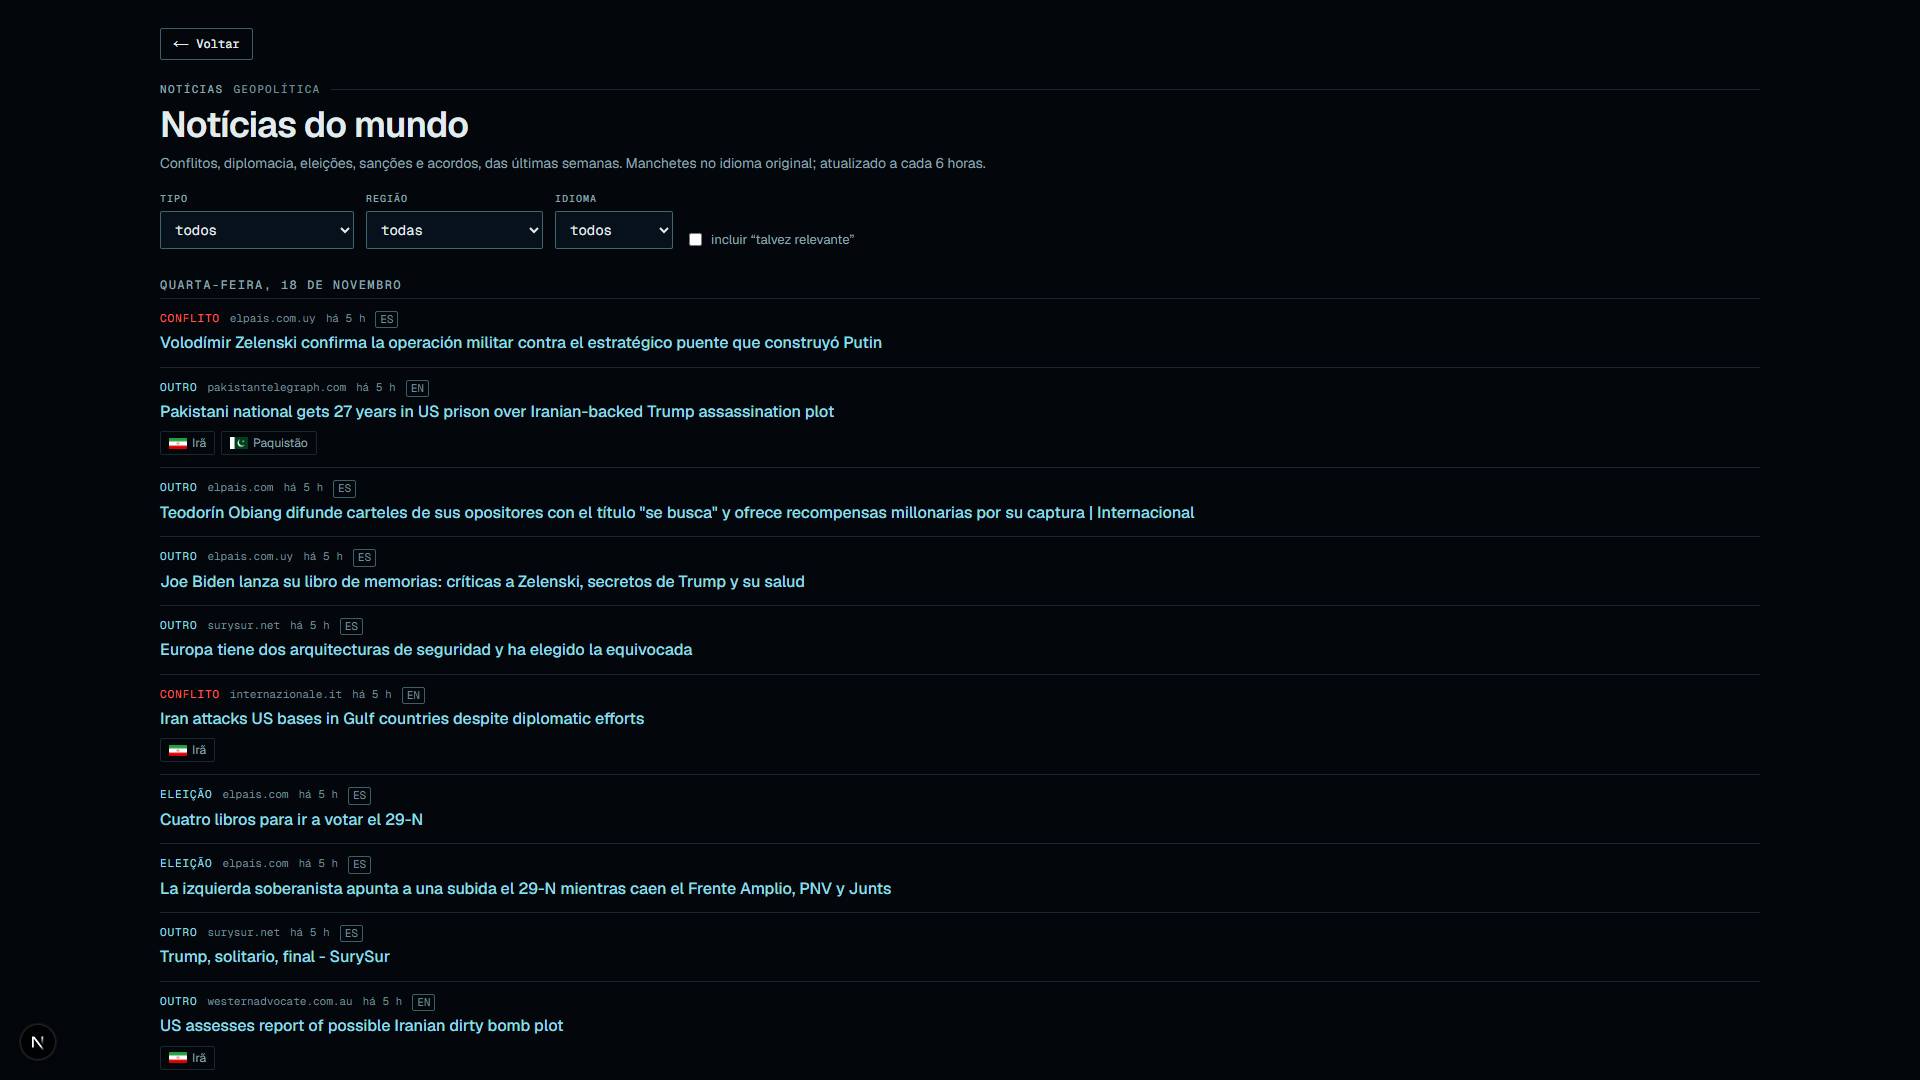 ← Voltar
NOTÍCIAS GEOPOLÍTICA
Notícias do mundo
Conflitos, diplomacia, eleições, sanções e acordos, das últimas semanas. Manchetes no idioma original; atualizado a cada 6 horas.
TIPO REGIÃO IDIOMA
todos todas todos incluir “talvez relevante”
QUARTA-FEIRA, 18 DE NOVEMBRO
CONFLITO elpais.com.uy há 5 h ES
Volodímir Zelenski confirma la operación militar contra el estratégico puente que construyó Putin
OUTRO pakistantelegraph.com há 5 h EN
Pakistani national gets 27 years in US prison over Iranian-backed Trump assassination plot
Irã Paquistão
OUTRO elpais.com há 5 h ES
Teodorín Obiang difunde carteles de sus opositores con el título "se busca" y ofrece recompensas millonarias por su captura | Internacional
OUTRO elpais.com.uy há 5 h ES
Joe Biden lanza su libro de memorias: críticas a Zelenski, secretos de Trump y su salud
OUTRO surysur.net há 5 h ES
Europa tiene dos arquitecturas de seguridad y ha elegido la equivocada
CONFLITO internazionale.it há 5 h EN
Iran attacks US bases in Gulf countries despite diplomatic efforts
Irã
ELEIÇÃO elpais.com há 5 h ES
Cuatro libros para ir a votar el 29-N
ELEIÇÃO elpais.com há 5 h ES
La izquierda soberanista apunta a una subida el 29-N mientras caen el Frente Amplio, PNV y Junts
OUTRO surysur.net há 5 h ES
Trump, solitario, final - SurySur
OUTRO westernadvocate.com.au há 5 h EN
US assesses report of possible Iranian dirty bomb plot
Irã
N